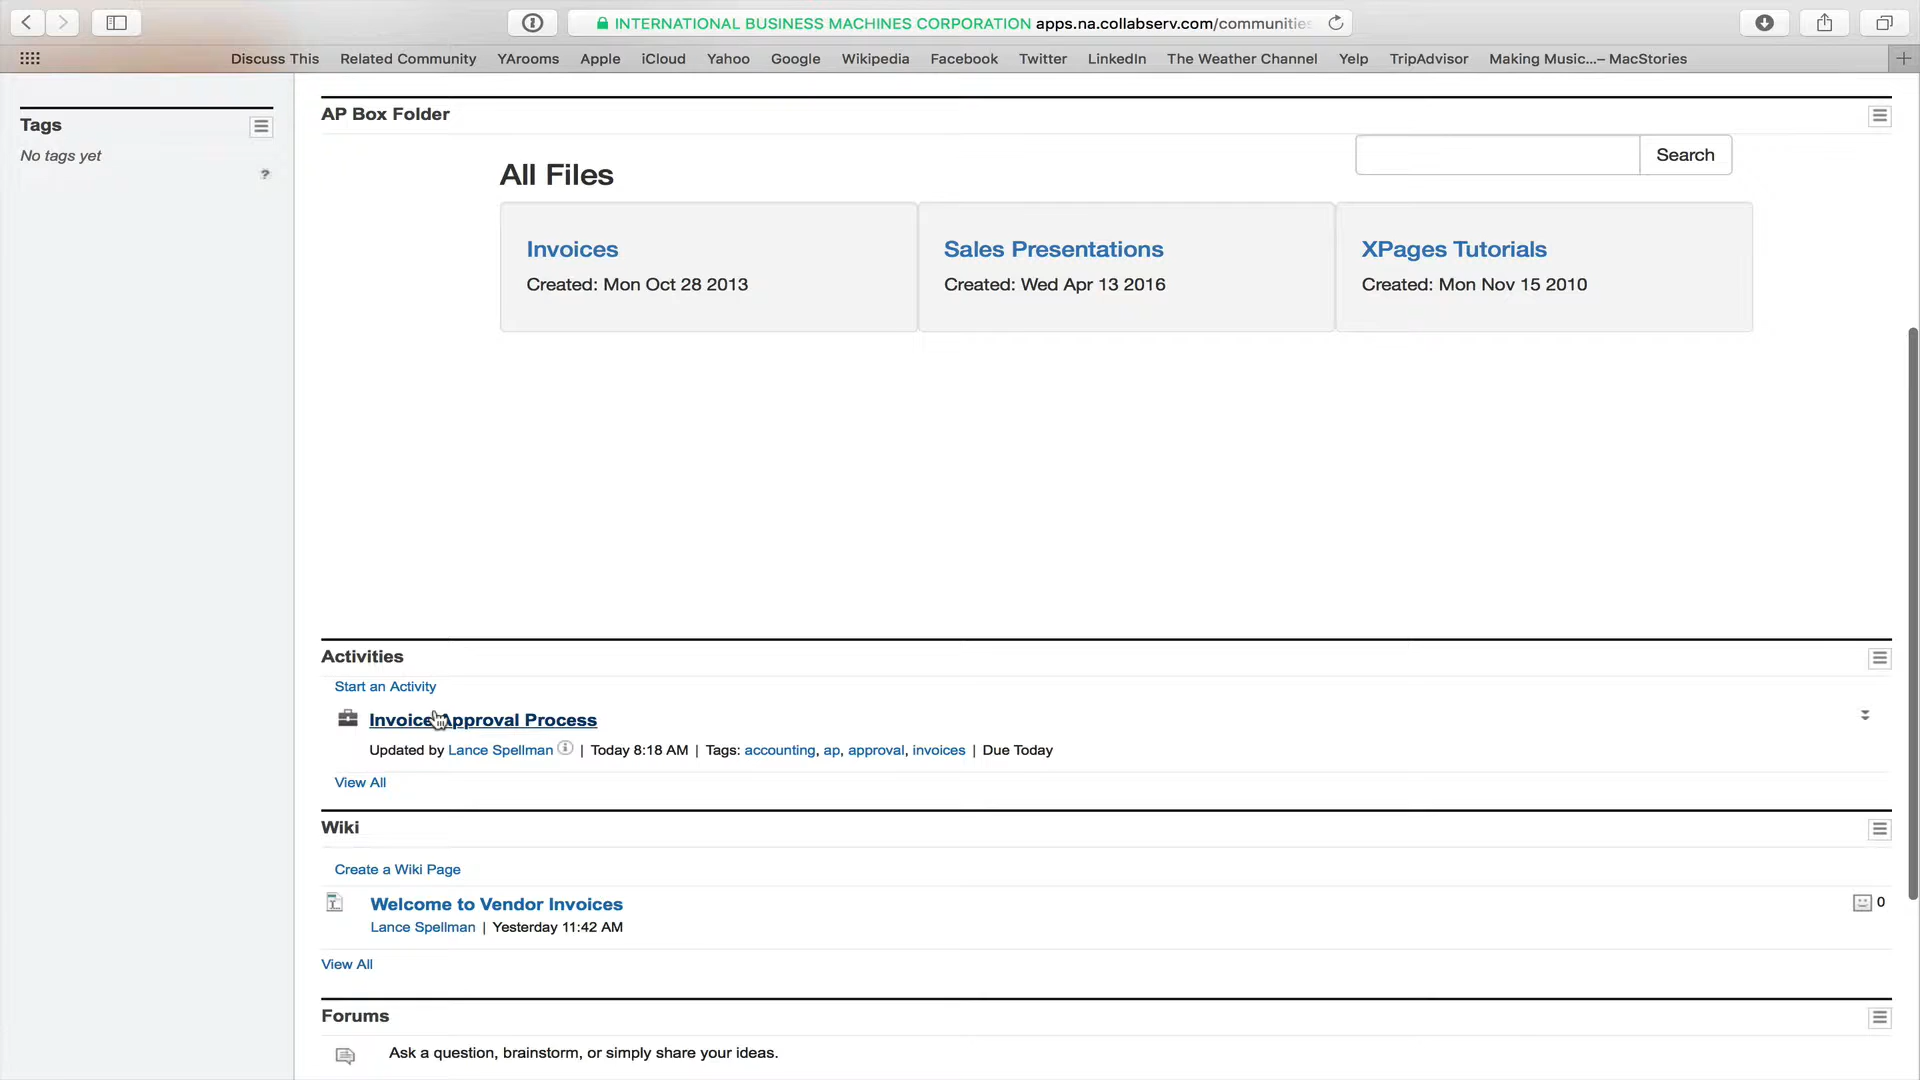 INTERNATIONAL BUSINESS MACHINES CORPORATION apps.na.collabserv.com/communities
Discuss This Related Community YArooms Apple iCloud Yahoo Google Wikipedia Facebook Twitter LinkedIn The Weather Channel Yelp TripAdvisor Making Music...– MacStories
Tags
No tags yet
?
AP Box Folder
Search
All Files
Invoices
Created: Mon Oct 28 2013
Sales Presentations
Created: Wed Apr 13 2016
XPages Tutorials
Created: Mon Nov 15 2010
Activities
Start an Activity
Invoice Approval Process
Updated by Lance Spellman | Today 8:18 AM | Tags: accounting, ap, approval, invoices | Due Today
View All
Wiki
Create a Wiki Page
Welcome to Vendor Invoices
0
Lance Spellman | Yesterday 11:42 AM
View All
Forums
Ask a question, brainstorm, or simply share your ideas.